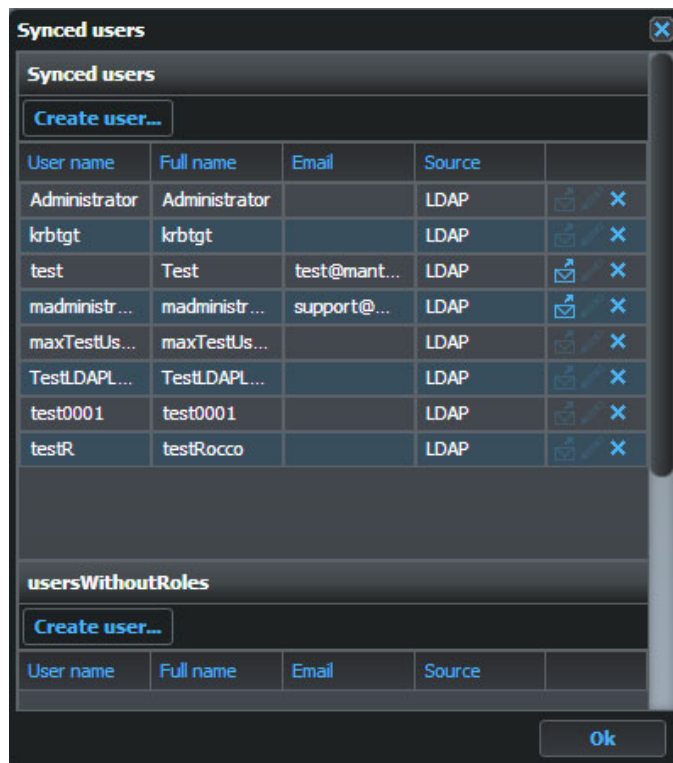 Synced users
Synced users
Create user...
User name Full name Email Source
Administrator Administrator LDAP
krbtgt krbtgt LDAP
test Test test@mant... LDAP
madministr... madministr... support@... LDAP
maxTestUs... maxTestUs... LDAP
TestLDAPL... TestLDAPL... LDAP
test0001 test0001 LDAP
testR testRocco LDAP
usersWithoutRoles
Create user...
User name Full name Email Source
Ok